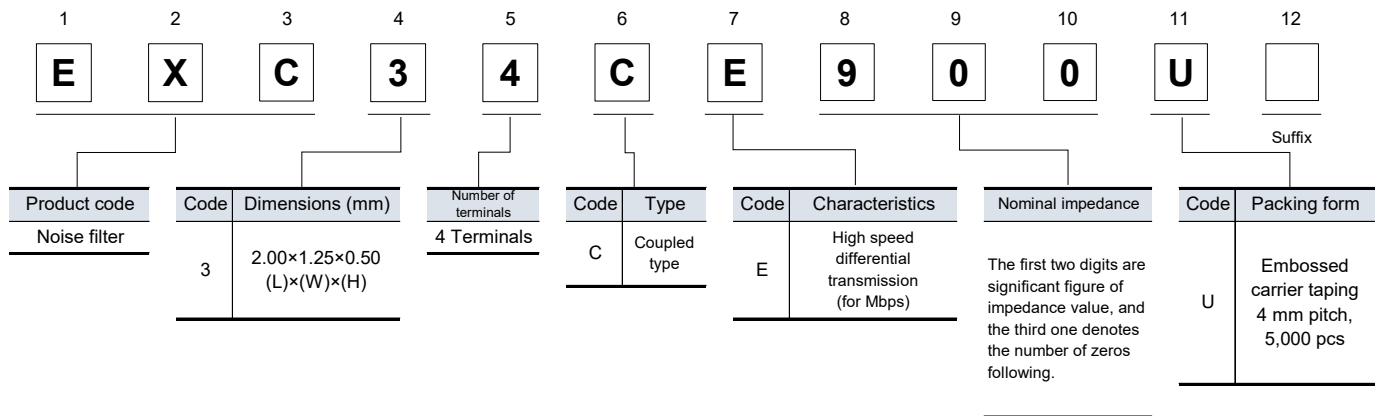 1 2 3 4 5 6 7 8 9 10 11 12
E X C 3 4 C E 9 0 0 U
Suffix
Product code
Noise filter
Code Dimensions (mm)
3
2.00×1.25×0.50
(L)×(W)×(H)
Number of
terminals
4 Terminals
Code Type
C
Coupled
type
Code Characteristics
E
High speed
differential
transmission
(for Mbps)
Nominal impedance
The first two digits are
significant figure of
impedance value, and
the third one denotes
the number of zeros
following.
Code Packing form
U
Embossed
carrier taping
4 mm pitch,
5,000 pcs